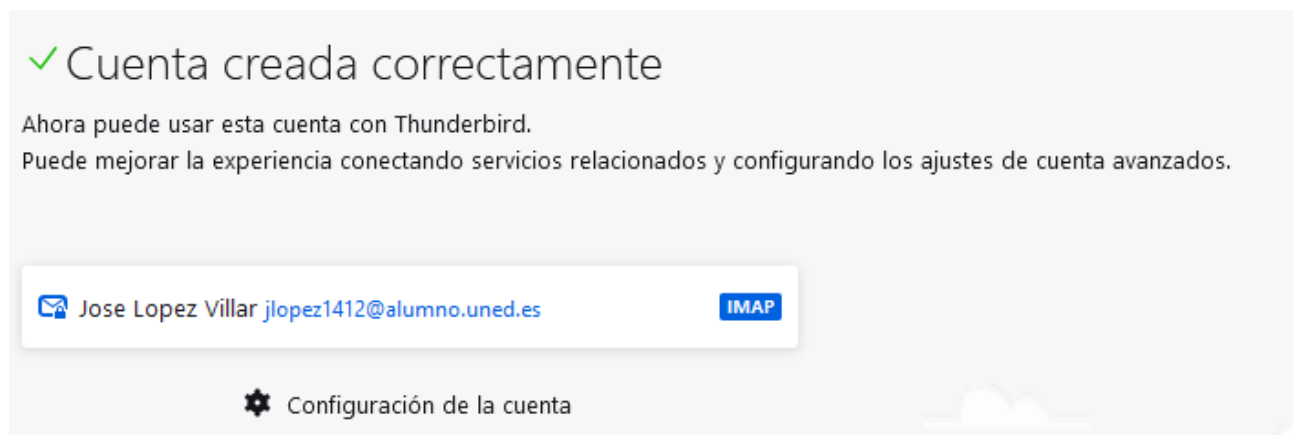 Cuenta creada correctamente
Ahora puede usar esta cuenta con Thunderbird.
Puede mejorar la experiencia conectando servicios relacionados y configurando los ajustes de cuenta avanzados.
Jose Lopez Villar jlopez1412@alumno.uned.es IMAP
Configuración de la cuenta